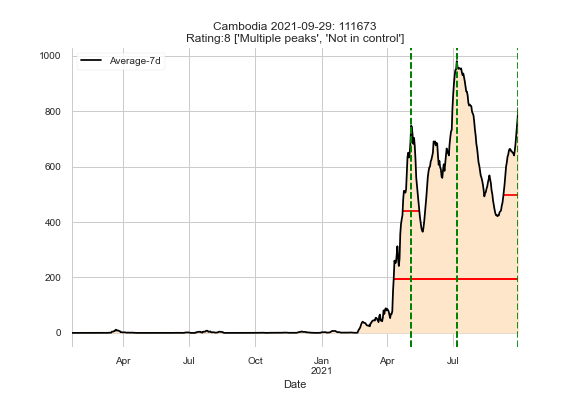 Cambodia 2021-09-29: 111673
Rating:8 ['Multiple peaks', 'Not in control']
Average-7d
1000
800
600
400
200
0
Apr
Jul
Oct
Jan
2021
Apr
Jul
Date